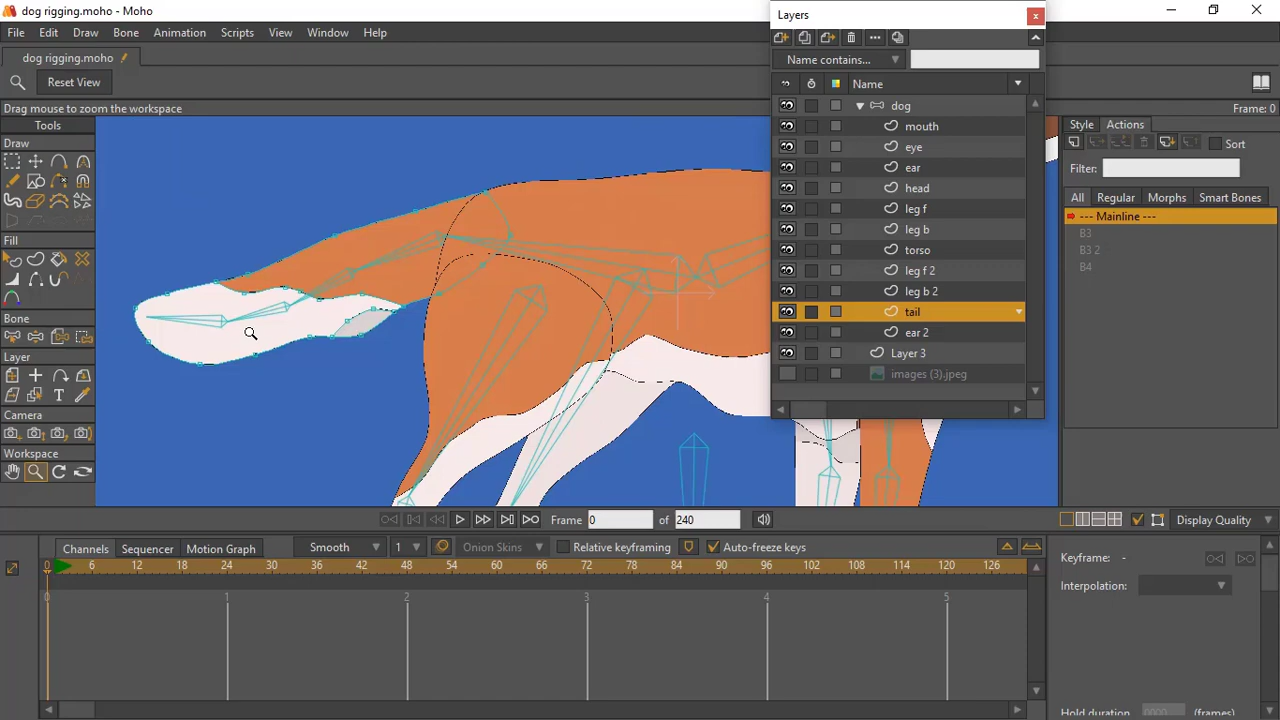 dog rigging.moho - Moho
File Edit Draw Bone Animation Scripts View Window Help
dog rigging.moho
Reset View
Drag mouse to zoom the workspace
Frame: 0
Tools
Draw
Fill
Bone
Layer
Camera
Workspace
Layers
Name contains...
Name
dog
mouth
eye
ear
head
leg f
leg b
torso
leg f 2
leg b 2
tail
ear 2
Layer 3
images (3).jpeg
Style Actions
Sort
Filter:
All Regular Morphs Smart Bones
--- Mainline ---
B3
B3 2
B4
Frame 0 of 240
Display Quality
Channels Sequencer Motion Graph Smooth 1 Onion Skins Relative keyframing Auto-freeze keys
0 6 12 18 24 30 36 42 48 54 60 66 72 78 84 90 96 102 108 114 120 126
0 1 2 3 4 5
Keyframe: -
Interpolation:
Hold duration 0000 (frames)